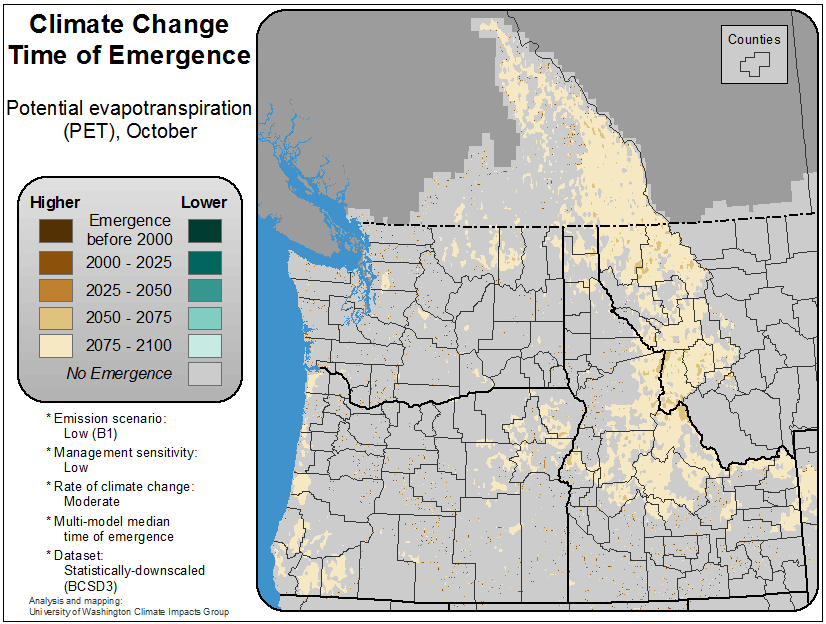 Climate Change
Time of Emergence
Potential evapotranspiration
(PET), October
Higher
Lower
Emergence
before 2000
2000 - 2025
2025 - 2050
2050 - 2075
2075 - 2100
No Emergence
* Emission scenario:
Low (B1)
* Management sensitivity:
Low
* Rate of climate change:
Moderate
* Multi-model median
time of emergence
* Dataset:
Statistically-downscaled
(BCSD3)
Analysis and mapping:
University of Washington Climate Impacts Group
Counties